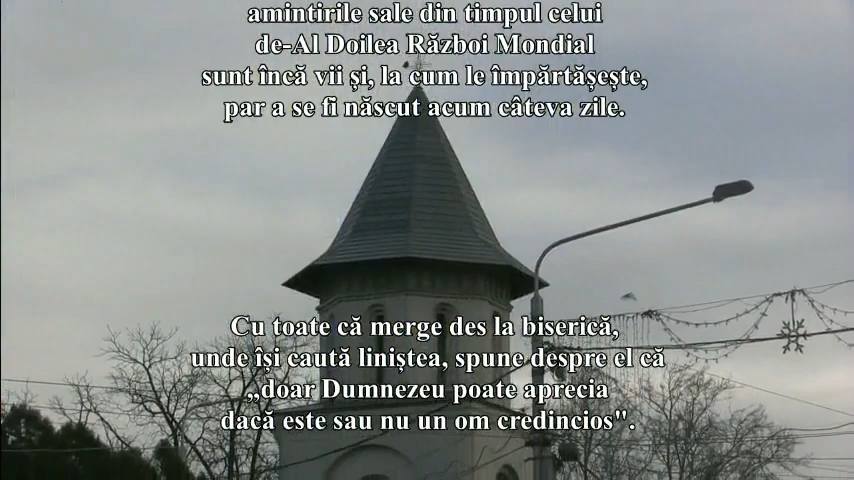 amintirile sale din timpul celui
de-Al Doilea Război Mondial
sunt încă vii și, la cum le împărtășește,
par a se fi născut acum câteva zile.
Cu toate că merge des la biserică,
unde își caută liniștea, spune despre el că
„doar Dumnezeu poate aprecia
dacă este sau nu un om credincios".